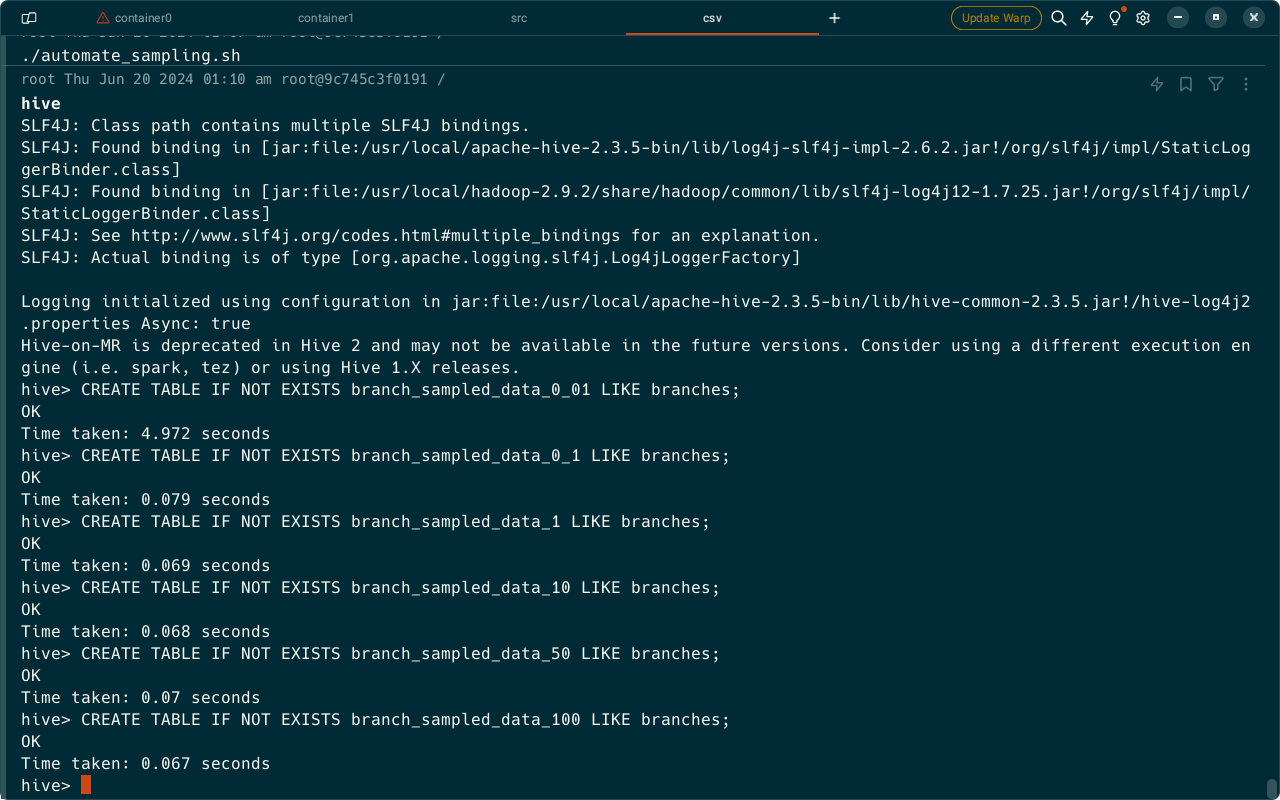 container0
container1
src
csv
+
Update Warp
./automate_sampling.sh
root Thu Jun 20 2024 01:10 am root@9c745c3f0191 /
hive
SLF4J: Class path contains multiple SLF4J bindings.
SLF4J: Found binding in [jar:file:/usr/local/apache-hive-2.3.5-bin/lib/log4j-slf4j-impl-2.6.2.jar!/org/slf4j/impl/StaticLog
gerBinder.class]
SLF4J: Found binding in [jar:file:/usr/local/hadoop-2.9.2/share/hadoop/common/lib/slf4j-log4j12-1.7.25.jar!/org/slf4j/impl/
StaticLoggerBinder.class]
SLF4J: See http://www.slf4j.org/codes.html#multiple_bindings for an explanation.
SLF4J: Actual binding is of type [org.apache.logging.slf4j.Log4jLoggerFactory]
Logging initialized using configuration in jar:file:/usr/local/apache-hive-2.3.5-bin/lib/hive-common-2.3.5.jar!/hive-log4j2
.properties Async: true
Hive-on-MR is deprecated in Hive 2 and may not be available in the future versions. Consider using a different execution en
gine (i.e. spark, tez) or using Hive 1.X releases.
hive> CREATE TABLE IF NOT EXISTS branch_sampled_data_0_01 LIKE branches;
OK
Time taken: 4.972 seconds
hive> CREATE TABLE IF NOT EXISTS branch_sampled_data_0_1 LIKE branches;
OK
Time taken: 0.079 seconds
hive> CREATE TABLE IF NOT EXISTS branch_sampled_data_1 LIKE branches;
OK
Time taken: 0.069 seconds
hive> CREATE TABLE IF NOT EXISTS branch_sampled_data_10 LIKE branches;
OK
Time taken: 0.068 seconds
hive> CREATE TABLE IF NOT EXISTS branch_sampled_data_50 LIKE branches;
OK
Time taken: 0.07 seconds
hive> CREATE TABLE IF NOT EXISTS branch_sampled_data_100 LIKE branches;
OK
Time taken: 0.067 seconds
hive>